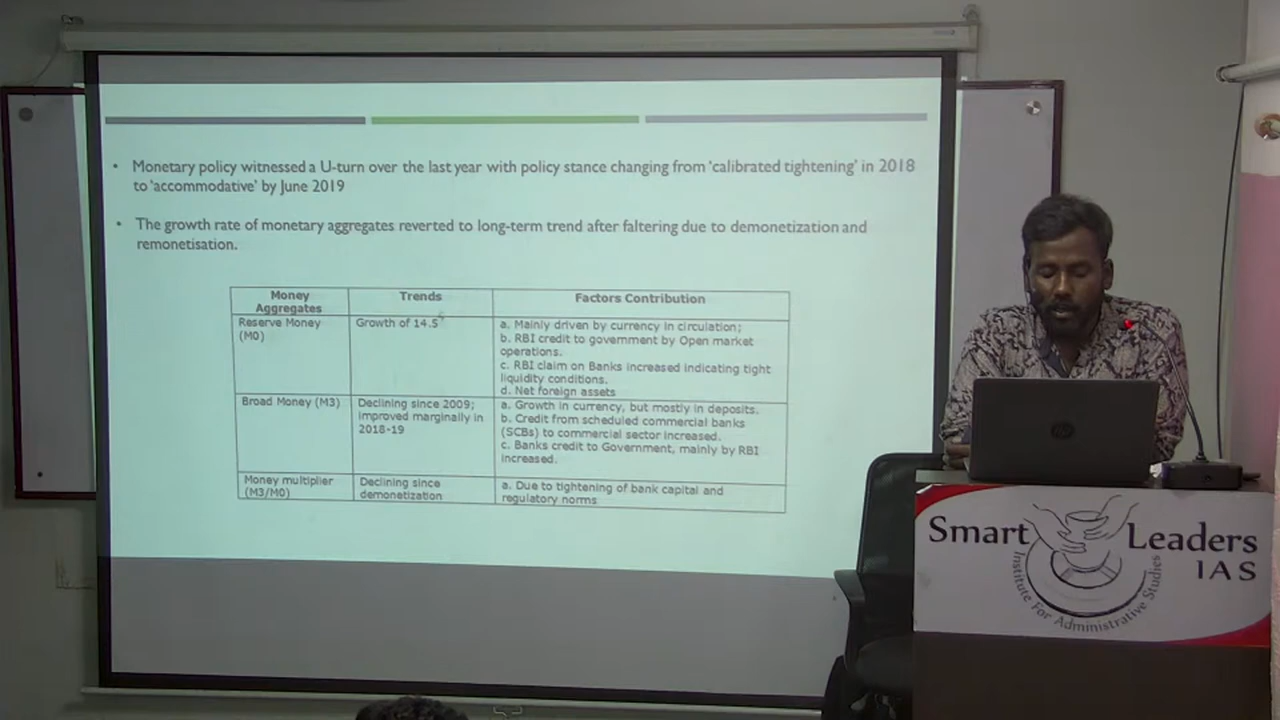 • Monetary policy witnessed a U-turn over the last year with policy stance changing from 'calibrated tightening' in 2018
to 'accommodative' by June 2019
• The growth rate of monetary aggregates reverted to long-term trend after faltering due to demonetization and
remonetisation.
Money
Aggregates
Trends
Factors Contribution
Reserve Money
(M0)
Growth of 14.5
a. Mainly driven by currency in circulation;
b. RBI credit to government by Open market
operations.
c. RBI claim on Banks increased indicating tight
liquidity conditions.
d. Net foreign assets
Broad Money (M3)
Declining since 2009;
improved marginally in
2018-19
a. Growth in currency, but mostly in deposits.
b. Credit from scheduled commercial banks
(SCBs) to commercial sector increased.
c. Banks credit to Government, mainly by RBI
increased.
Money multiplier
(M3/M0)
Declining since
demonetization
a. Due to tightening of bank capital and
regulatory norms
hp
Smart Leaders
IAS
Institute For Administrative Studies